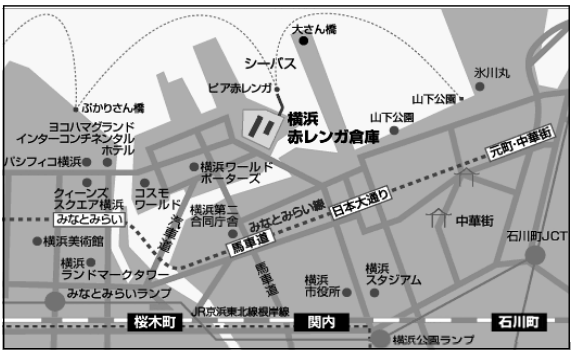 大さん橋
シーバス
ピア赤レンガ
氷川丸
山下公園
山下公園
ぷかりさん橋
横浜
赤レンガ倉庫
ヨコハマグランド
インターコンチネンタル
ホテル
パシフィコ横浜
横浜ワールド
ポーターズ
元町・中華街
クィーンズ
スクエア横浜
コスモ
ワールド
汽車道
横浜第二
合同庁舎
みなとみらい線
日本大通り
みなとみらい
馬車道
中華街
横浜美術館
石川町JCT
横浜
ランドマークタワー
馬車道
横浜
市役所
横浜
スタジアム
みなとみらいランプ
JR京浜東北線根岸線
桜木町
関内
石川町
横浜公園ランプ